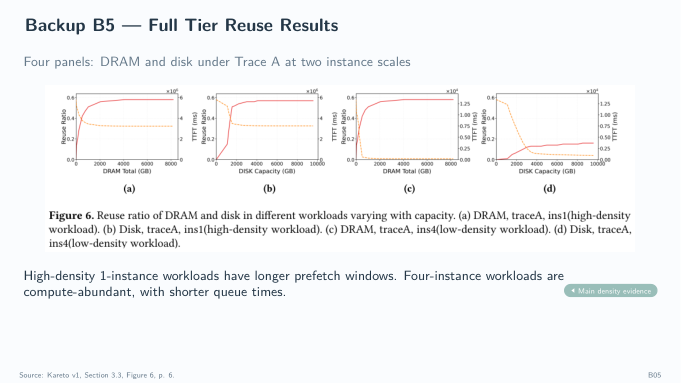 Backup B5 — Full Tier Reuse Results
Four panels: DRAM and disk under Trace A at two instance scales
×10⁴ ×10⁴ ×10⁴ ×10⁴
Reuse Ratio 0.0 0.2 0.4 0.6 TTFT (ms) 0 2 4 6
0 2000 4000 6000 8000
DRAM Total (GB)
(a)
Reuse Ratio 0.0 0.2 0.4 0.6 TTFT (ms) 0 2 4 6
0 2000 4000 6000 8000 10000
DISK Capacity (GB)
(b)
Reuse Ratio 0.0 0.2 0.4 0.6 TTFT (ms) 0.00 0.25 0.50 0.75 1.00 1.25
0 2000 4000 6000 8000
DRAM Total (GB)
(c)
Reuse Ratio 0.0 0.2 0.4 0.6 TTFT (ms) 0.00 0.25 0.50 0.75 1.00 1.25
0 2000 4000 6000 8000 10000
DISK Capacity (GB)
(d)
Figure 6. Reuse ratio of DRAM and disk in different workloads varying with capacity. (a) DRAM, traceA, ins1(high-density
workload). (b) Disk, traceA, ins1(high-density workload). (c) DRAM, traceA, ins4(low-density workload). (d) Disk, traceA,
ins4(low-density workload).
High-density 1-instance workloads have longer prefetch windows. Four-instance workloads are
compute-abundant, with shorter queue times.
Main density evidence
Source: Kareto v1, Section 3.3, Figure 6, p. 6.
B05